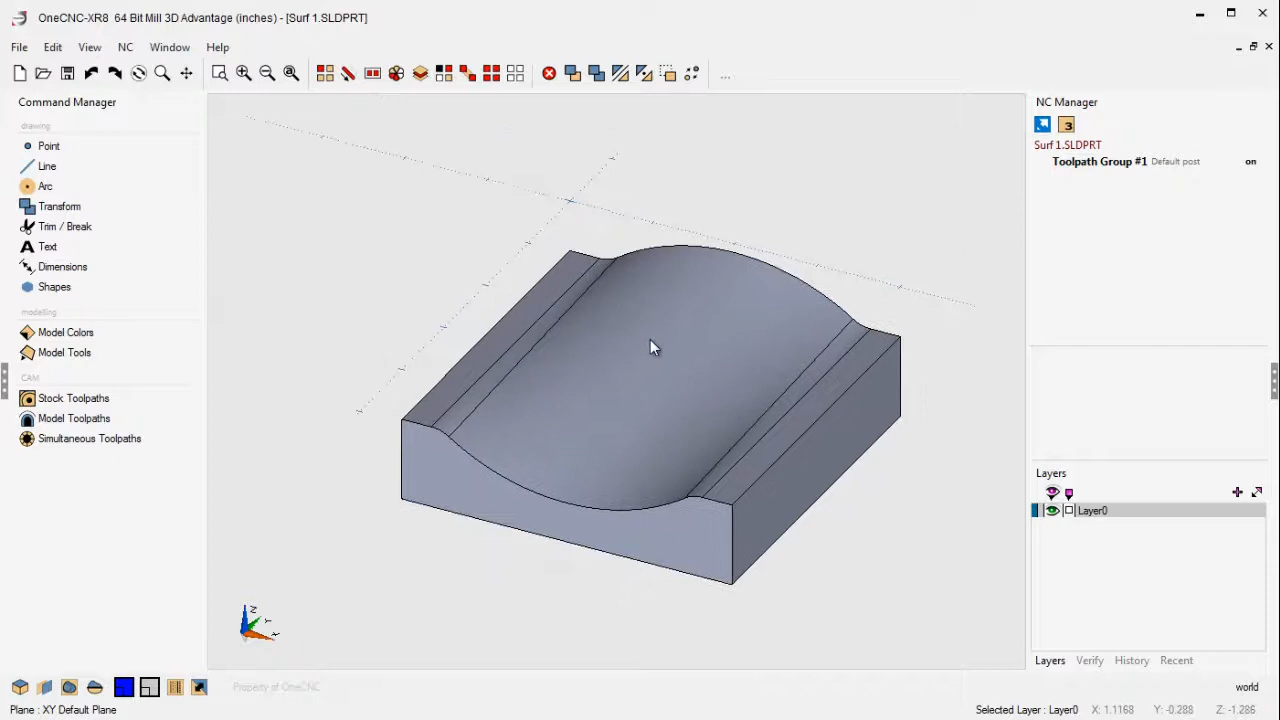 OneCNC-XR8 64 Bit Mill 3D Advantage (inches) - [Surf 1.SLDPRT]
File Edit View NC Window Help
...
Command Manager
drawing
Point
Line
Arc
Transform
Trim / Break
Text
Dimensions
Shapes
modelling
Model Colors
Model Tools
CAM
Stock Toolpaths
Model Toolpaths
Simultaneous Toolpaths
Z
Y
X
NC Manager
3
Surf 1.SLDPRT
Toolpath Group #1 Default post on
Layers
Layer0
Layers Verify History Recent
Property of OneCNC
world
Plane : XY Default Plane
Selected Layer : Layer0 X: 1.1168 Y: -0.288 Z: -1.286